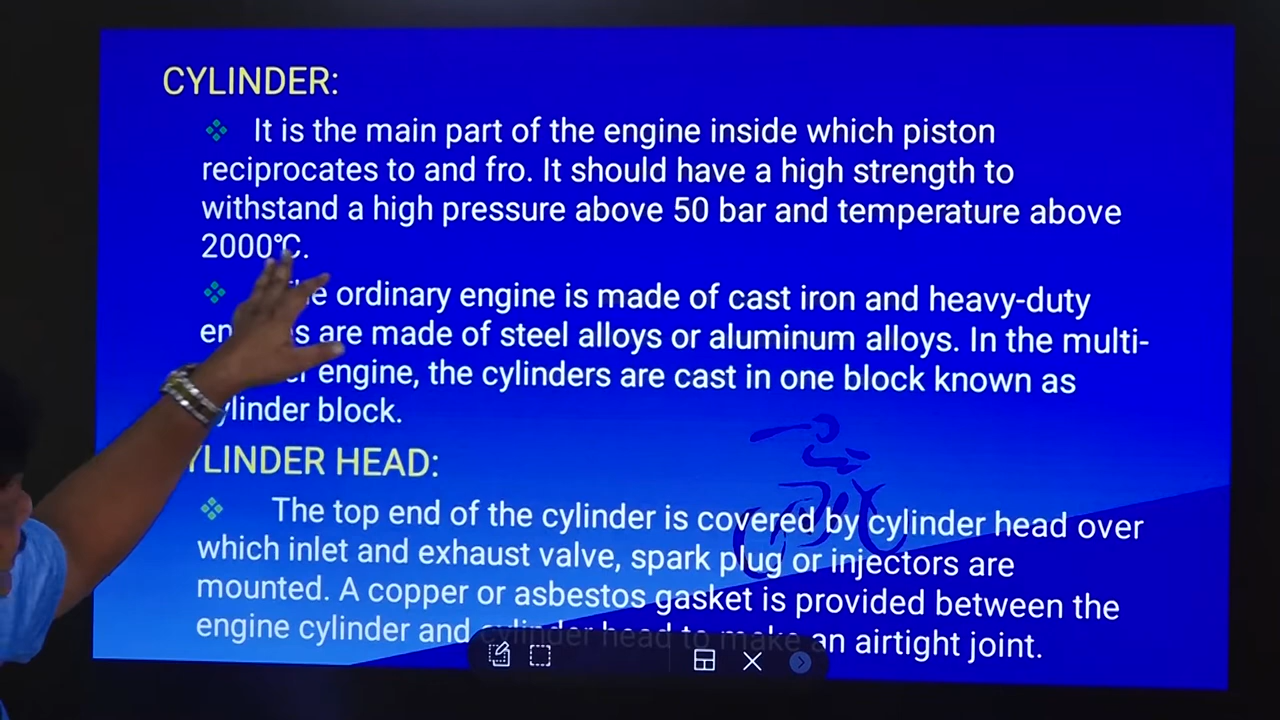 CYLINDER:
It is the main part of the engine inside which piston
reciprocates to and fro. It should have a high strength to
withstand a high pressure above 50 bar and temperature above
2000℃.
ordinary engine is made of cast iron and heavy-duty
are made of steel alloys or aluminum alloys. In the multi-
engine, the cylinders are cast in one block known as
ylinder block.
YLINDER HEAD:
The top end of the cylinder is covered by cylinder head over
which inlet and exhaust valve, spark plug or injectors are
mounted. A copper or asbestos gasket is provided between the
engine cylinder and cylinder head to make an airtight joint.